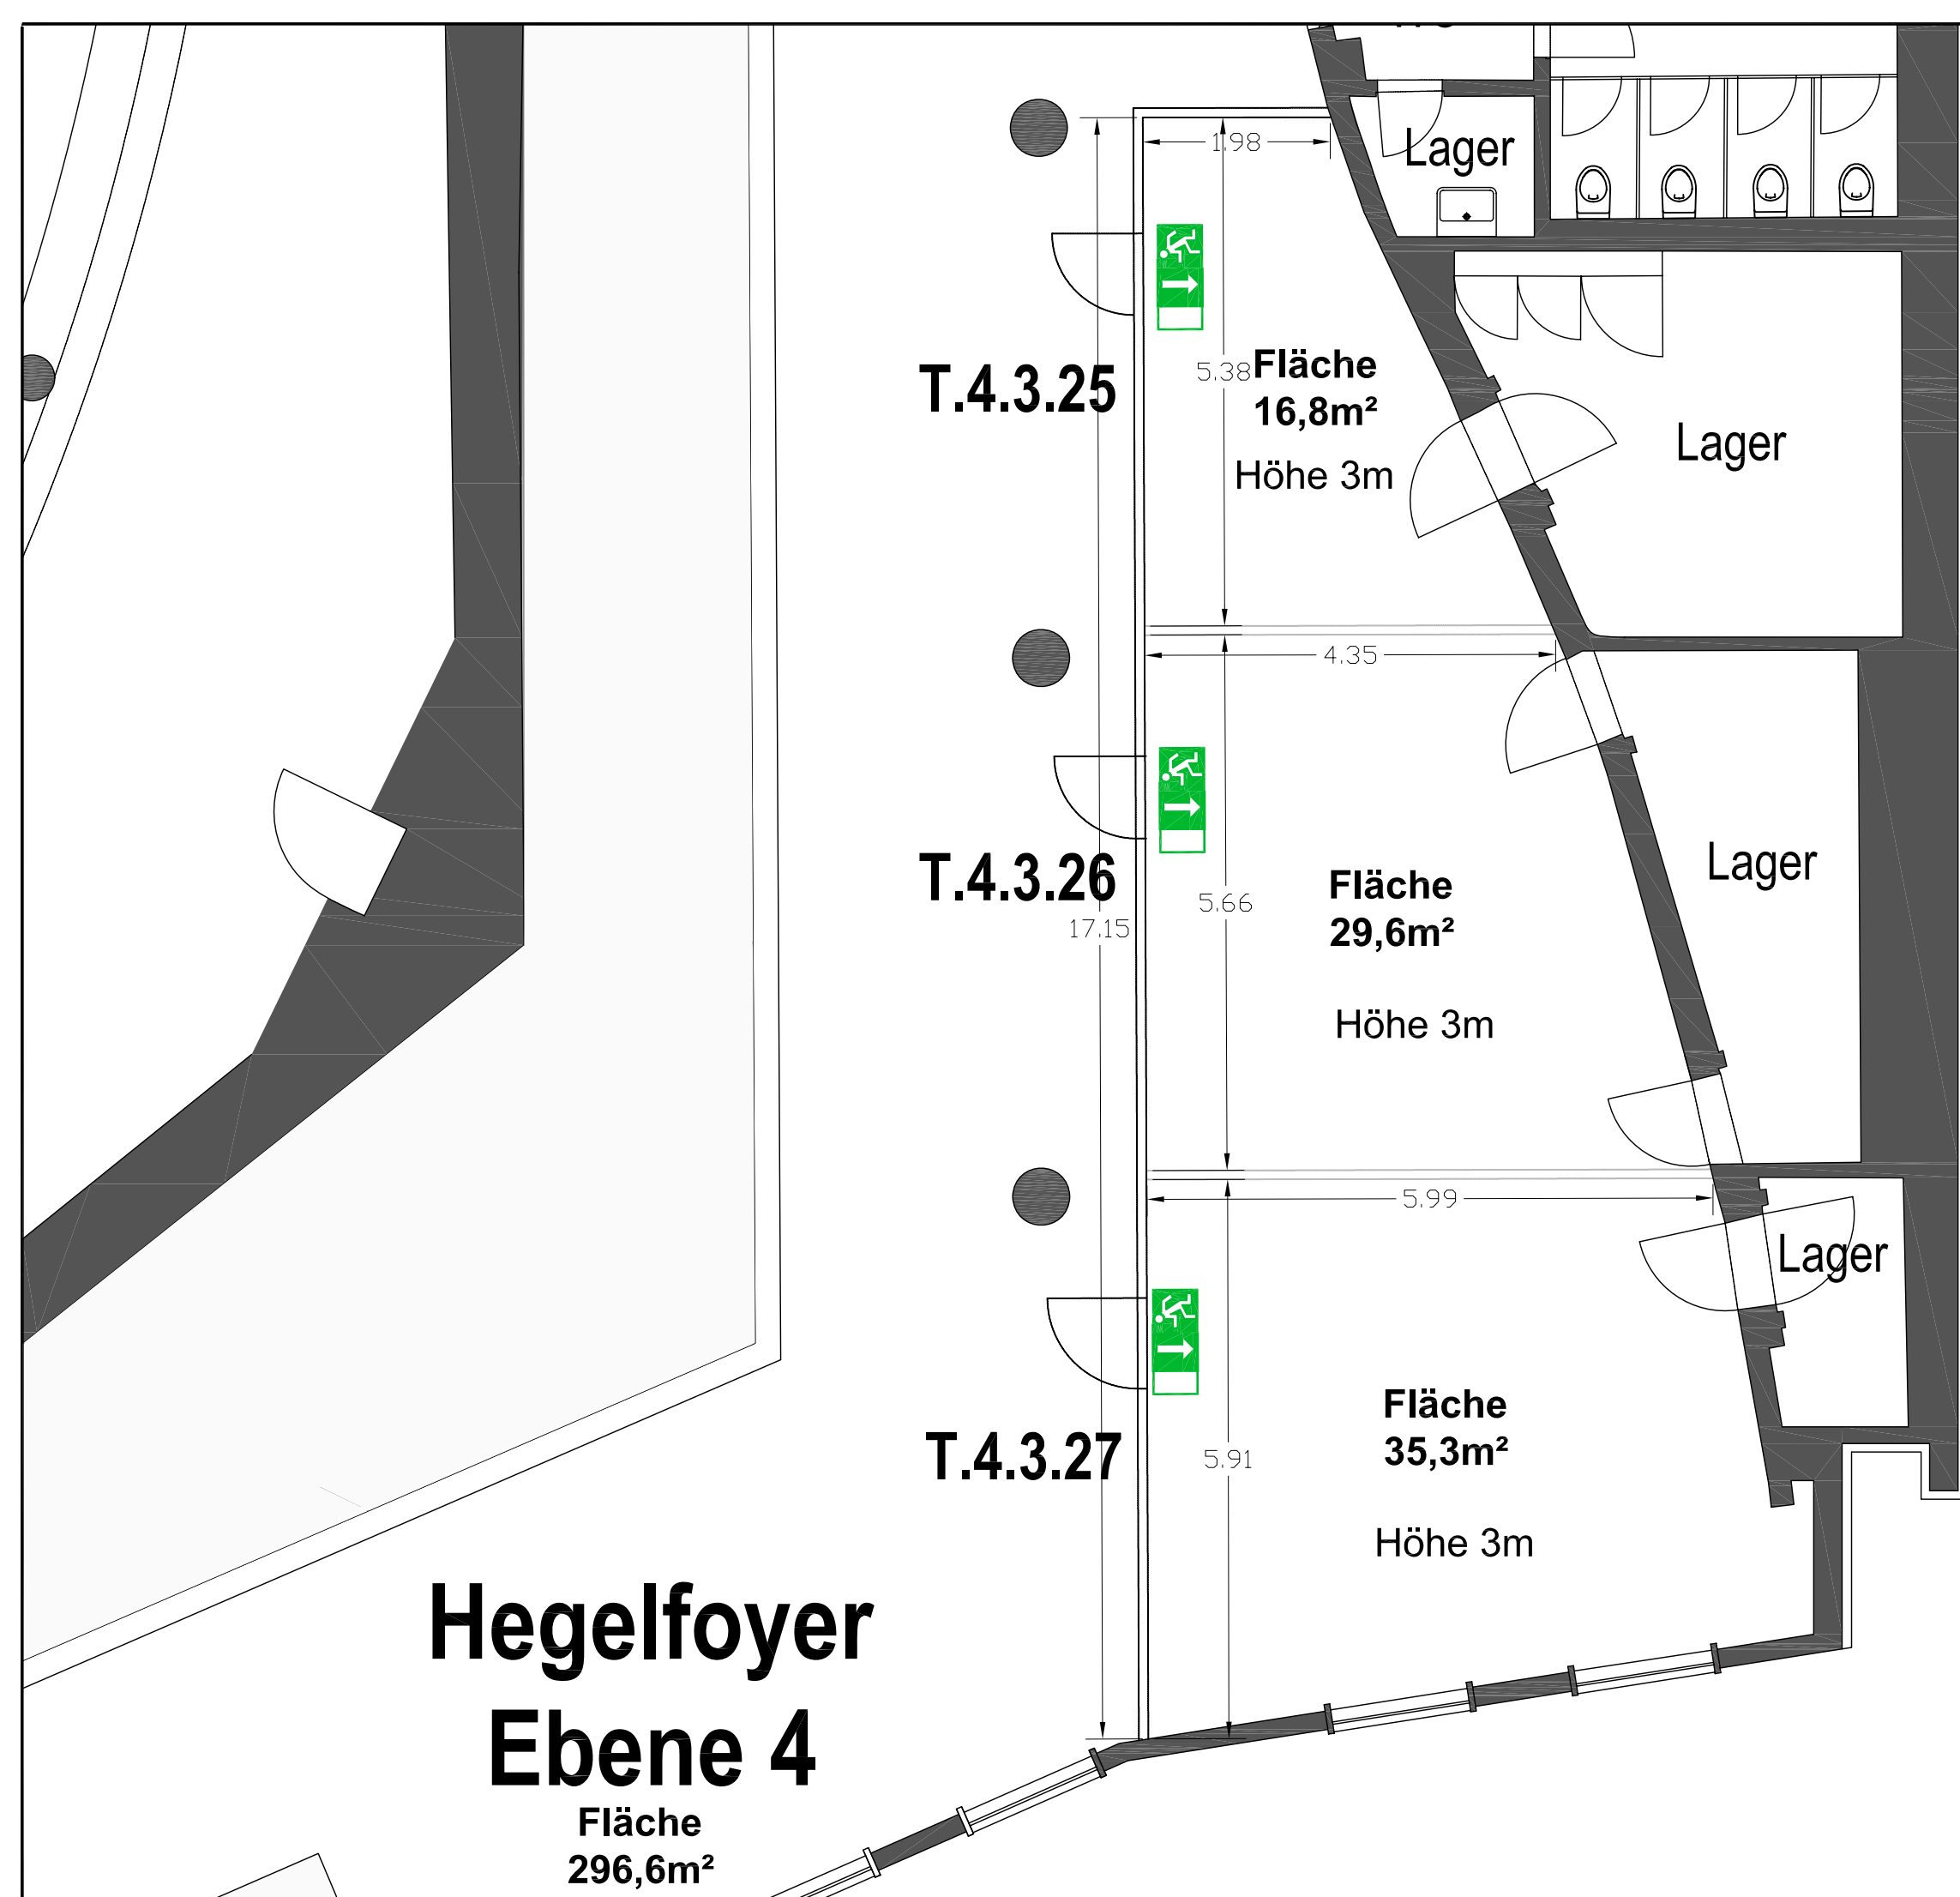 1.98
Lager
T.4.3.25
5.38
Fläche
16,8m²
Höhe 3m
Lager
4.35
T.4.3.26
17.15
5.66
Fläche
29,6m²
Höhe 3m
Lager
5.99
Lager
T.4.3.27
5.91
Fläche
35,3m²
Höhe 3m
Hegelfoyer
Ebene 4
Fläche
296,6m²